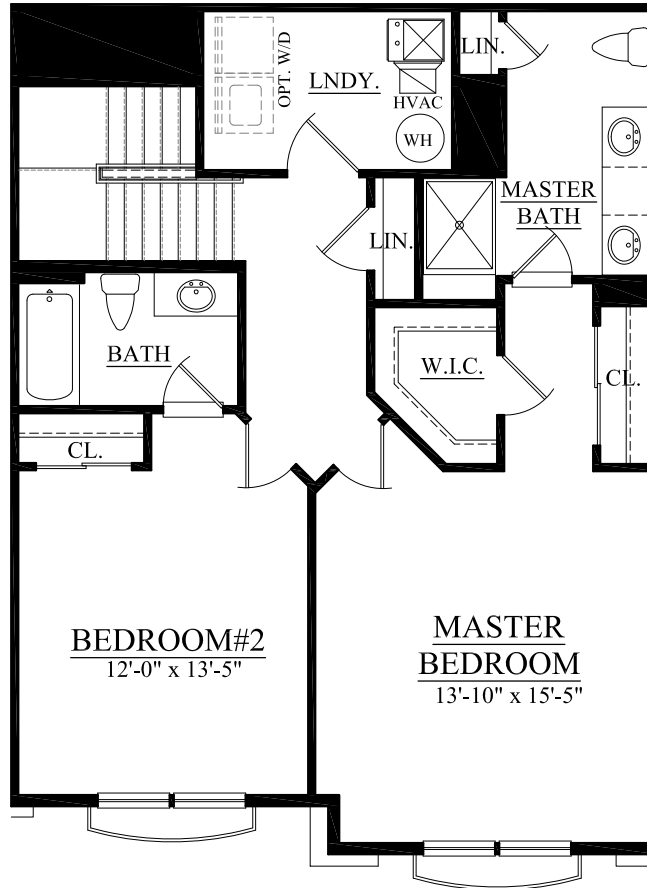 OPT. W/D
LNDY.
HVAC
WH
LIN.
MASTER
BATH
LIN.
BATH
W.I.C.
CL.
CL.
BEDROOM#2
12'-0" x 13'-5"
MASTER
BEDROOM
13'-10" x 15'-5"